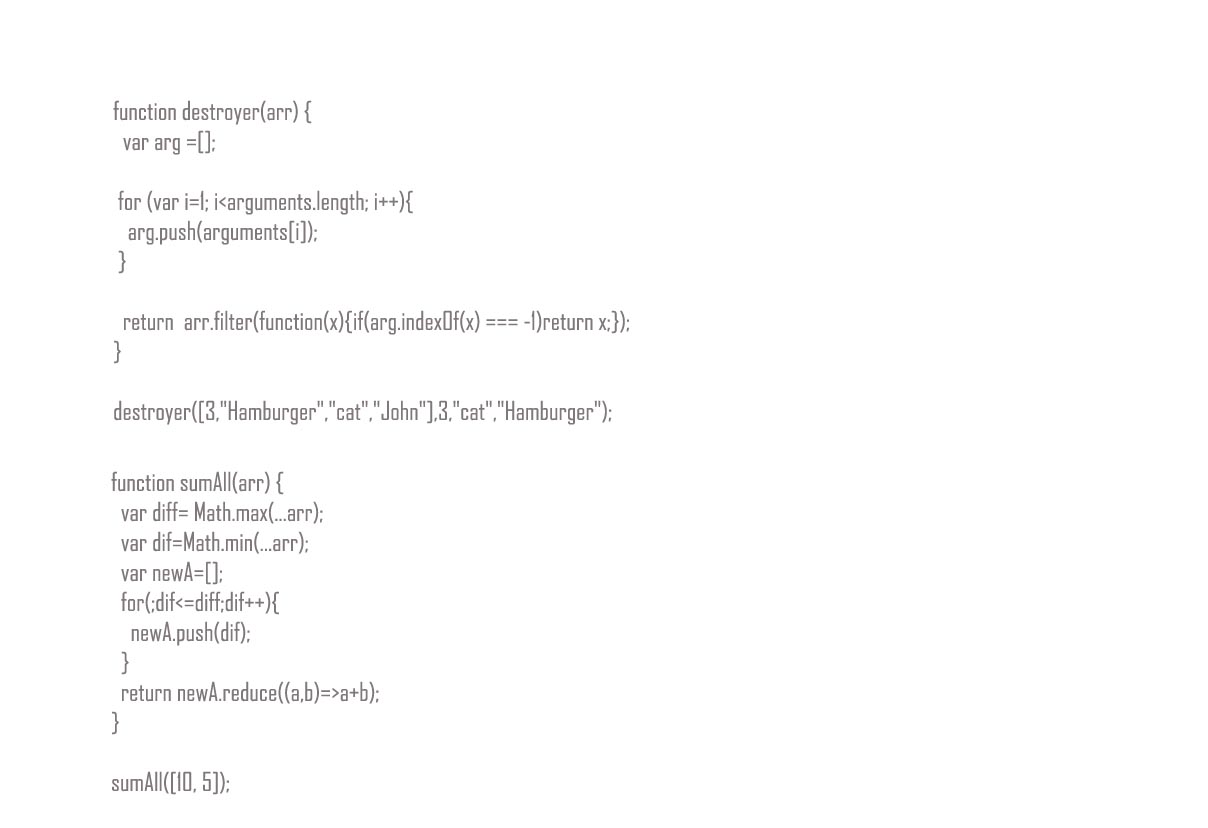 function destroyer(arr) {
var arg =[];
for (var i=1; i<arguments.length; i++){
arg.push(arguments[i]);
}
return  arr.filter(function(x){if(arg.indexOf(x) === -1)return x;});
}
destroyer([3,"Hamburger","cat","John"],3,"cat","Hamburger");
function sumAll(arr) {
var diff= Math.max(...arr);
var dif=Math.min(...arr);
var newA=[];
for(;dif<=diff;dif++){
newA.push(dif);
}
return newA.reduce((a,b)=>a+b);
}
sumAll([10, 5]);